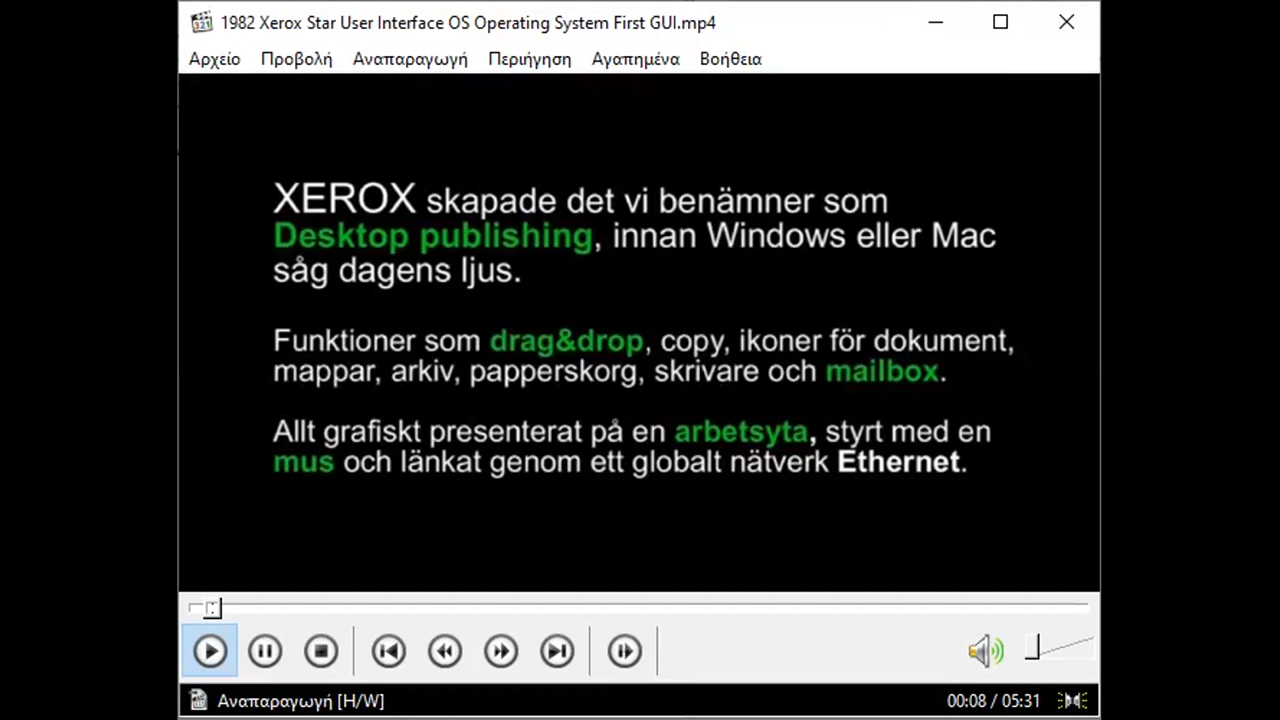 1982 Xerox Star User Interface OS Operating System First GUI.mp4
Αρχείο Προβολή Αναπαραγωγή Περιήγηση Αγαπημένα Βοήθεια
XEROX skapade det vi benämner som
Desktop publishing, innan Windows eller Mac
såg dagens ljus.
Funktioner som drag&drop, copy, ikoner för dokument,
mappar, arkiv, papperskorg, skrivare och mailbox.
Allt grafiskt presenterat på en arbetsyta, styrt med en
mus och länkat genom ett globalt nätverk Ethernet.
Αναπαραγωγή [H/W] 00:08 / 05:31